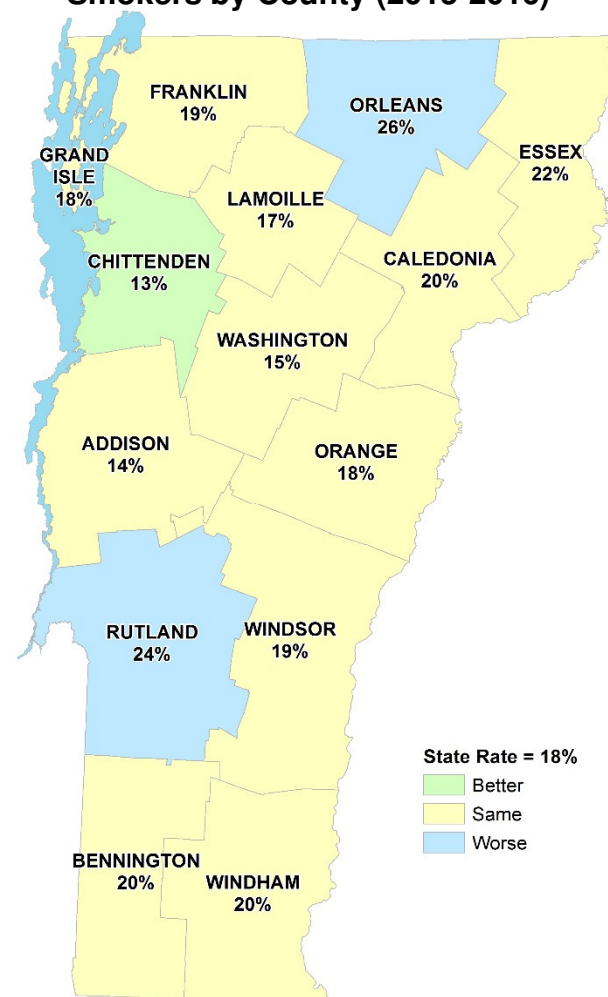 Smokers by County (2015-2016)
FRANKLIN
19%
ORLEANS
26%
ESSEX
22%
GRAND
ISLE
18%
LAMOILLE
17%
CHITTENDEN
13%
CALEDONIA
20%
WASHINGTON
15%
ADDISON
14%
ORANGE
18%
RUTLAND
24%
WINDSOR
19%
State Rate = 18%
Better
Same
Worse
BENNINGTON
20%
WINDHAM
20%